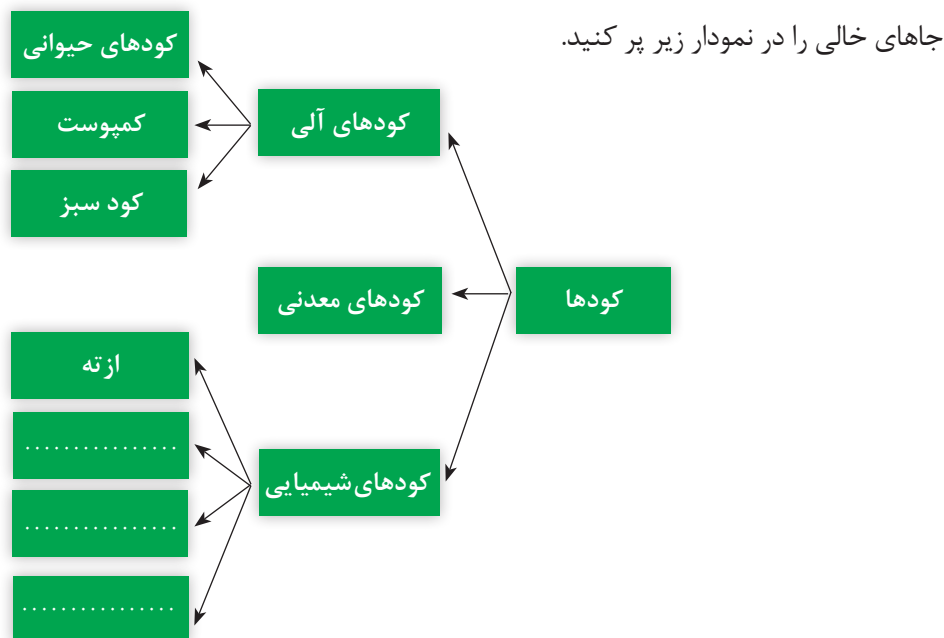 جاهای خالی را در نمودار زیر پر کنید.
کودها
کودهای آلی
کودهای حیوانی
کمپوست
کود سبز
کودهای معدنی
کودهای شیمیایی
ازته
................
................
................